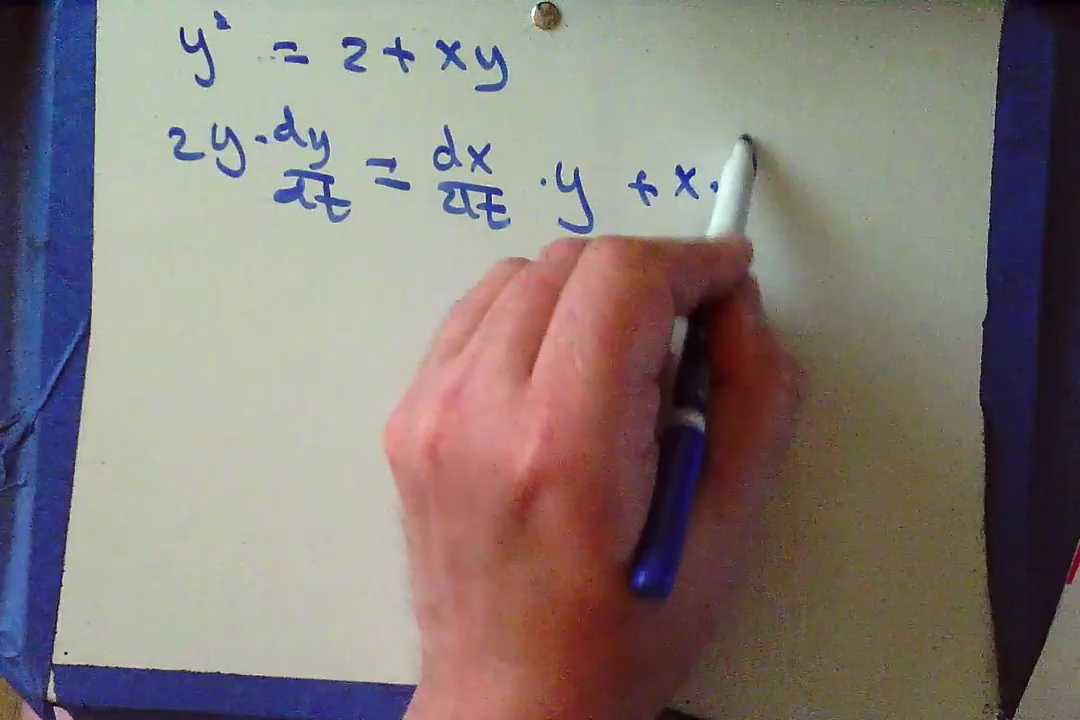 y² = 2 + xy
2y · dy/dt = dx/dt · y + x ·